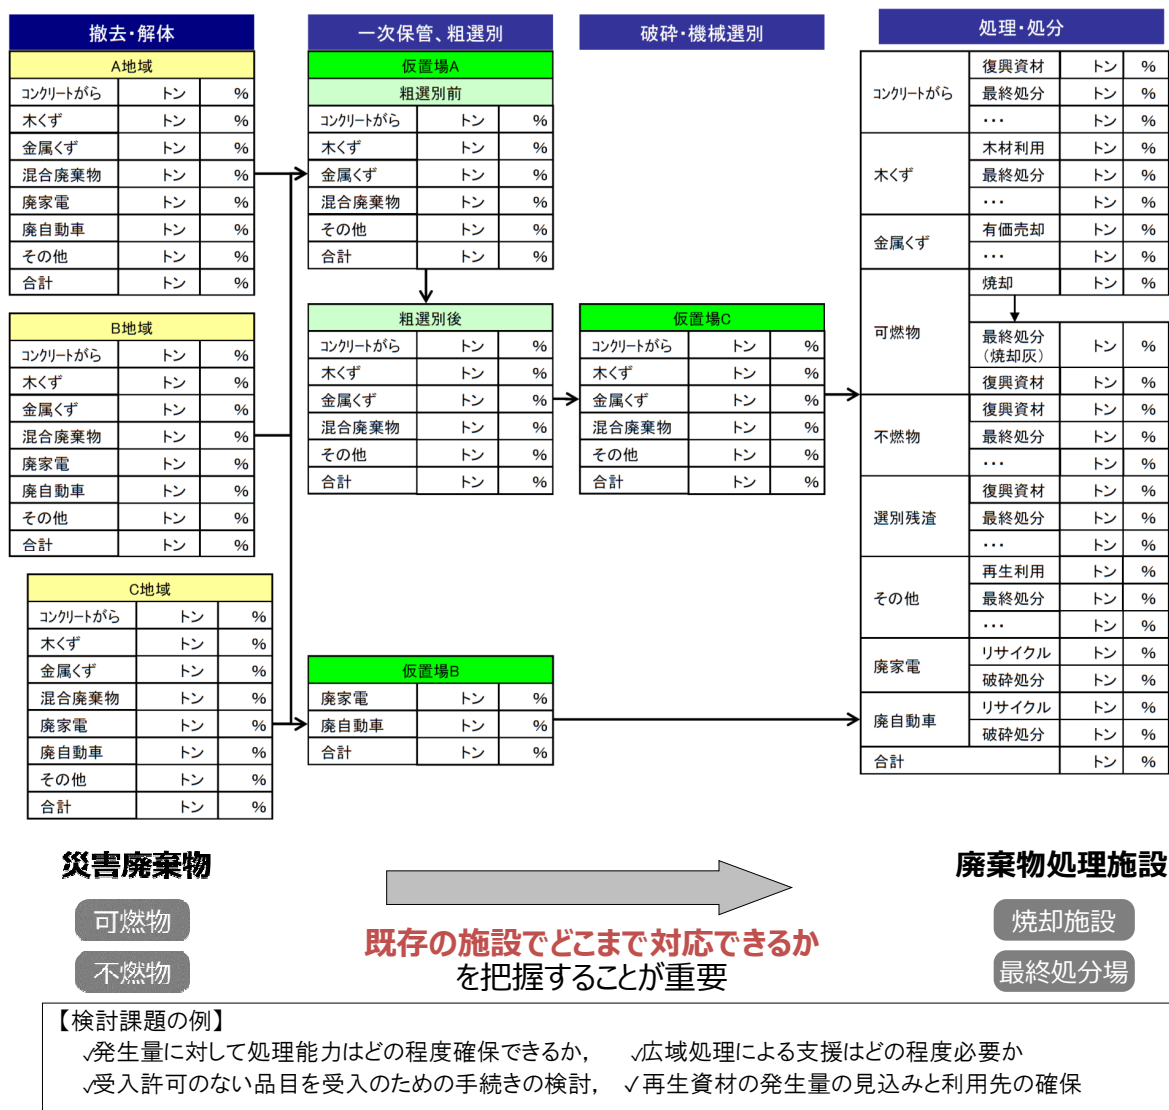 撤去・解体
A地域
コンクリートがら トン %
木くず トン %
金属くず トン %
混合廃棄物 トン %
廃家電 トン %
廃自動車 トン %
その他 トン %
合計 トン %
B地域
コンクリートがら トン %
木くず トン %
金属くず トン %
混合廃棄物 トン %
廃家電 トン %
廃自動車 トン %
その他 トン %
合計 トン %
C地域
コンクリートがら トン %
木くず トン %
金属くず トン %
混合廃棄物 トン %
廃家電 トン %
廃自動車 トン %
その他 トン %
合計 トン %
一次保管、粗選別
仮置場A
粗選別前
コンクリートがら トン %
木くず トン %
金属くず トン %
混合廃棄物 トン %
その他 トン %
合計 トン %
粗選別後
コンクリートがら トン %
木くず トン %
金属くず トン %
混合廃棄物 トン %
その他 トン %
合計 トン %
仮置場B
廃家電 トン %
廃自動車 トン %
合計 トン %
破砕・機械選別
仮置場C
コンクリートがら トン %
木くず トン %
金属くず トン %
混合廃棄物 トン %
その他 トン %
合計 トン %
処理・処分
コンクリートがら
復興資材 トン %
最終処分 トン %
・・・ トン %
木くず
木材利用 トン %
最終処分 トン %
・・・ トン %
金属くず
有価売却 トン %
・・・ トン %
可燃物
焼却 トン %
最終処分
（焼却灰） トン %
復興資材 トン %
不燃物
復興資材 トン %
最終処分 トン %
・・・ トン %
選別残渣
復興資材 トン %
最終処分 トン %
・・・ トン %
その他
再生利用 トン %
最終処分 トン %
・・・ トン %
廃家電
リサイクル トン %
破砕処分 トン %
廃自動車
リサイクル トン %
破砕処分 トン %
合計 トン %
災害廃棄物
可燃物
不燃物
既存の施設でどこまで対応できるか
を把握することが重要
廃棄物処理施設
焼却施設
最終処分場
【検討課題の例】
✓発生量に対して処理能力はどの程度確保できるか, ✓広域処理による支援はどの程度必要か
✓受入許可のない品目を受入のための手続きの検討, ✓再生資材の発生量の見込みと利用先の確保